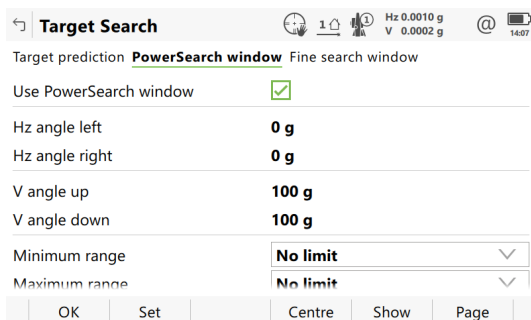 Target Search 1 1 Hz 0.0010 g
V 0.0002 g @ 14:07
Target prediction PowerSearch window Fine search window
Use PowerSearch window
Hz angle left 0 g
Hz angle right 0 g
V angle up 100 g
V angle down 100 g
Minimum range No limit
Maximum range No limit
OK Set Centre Show Page